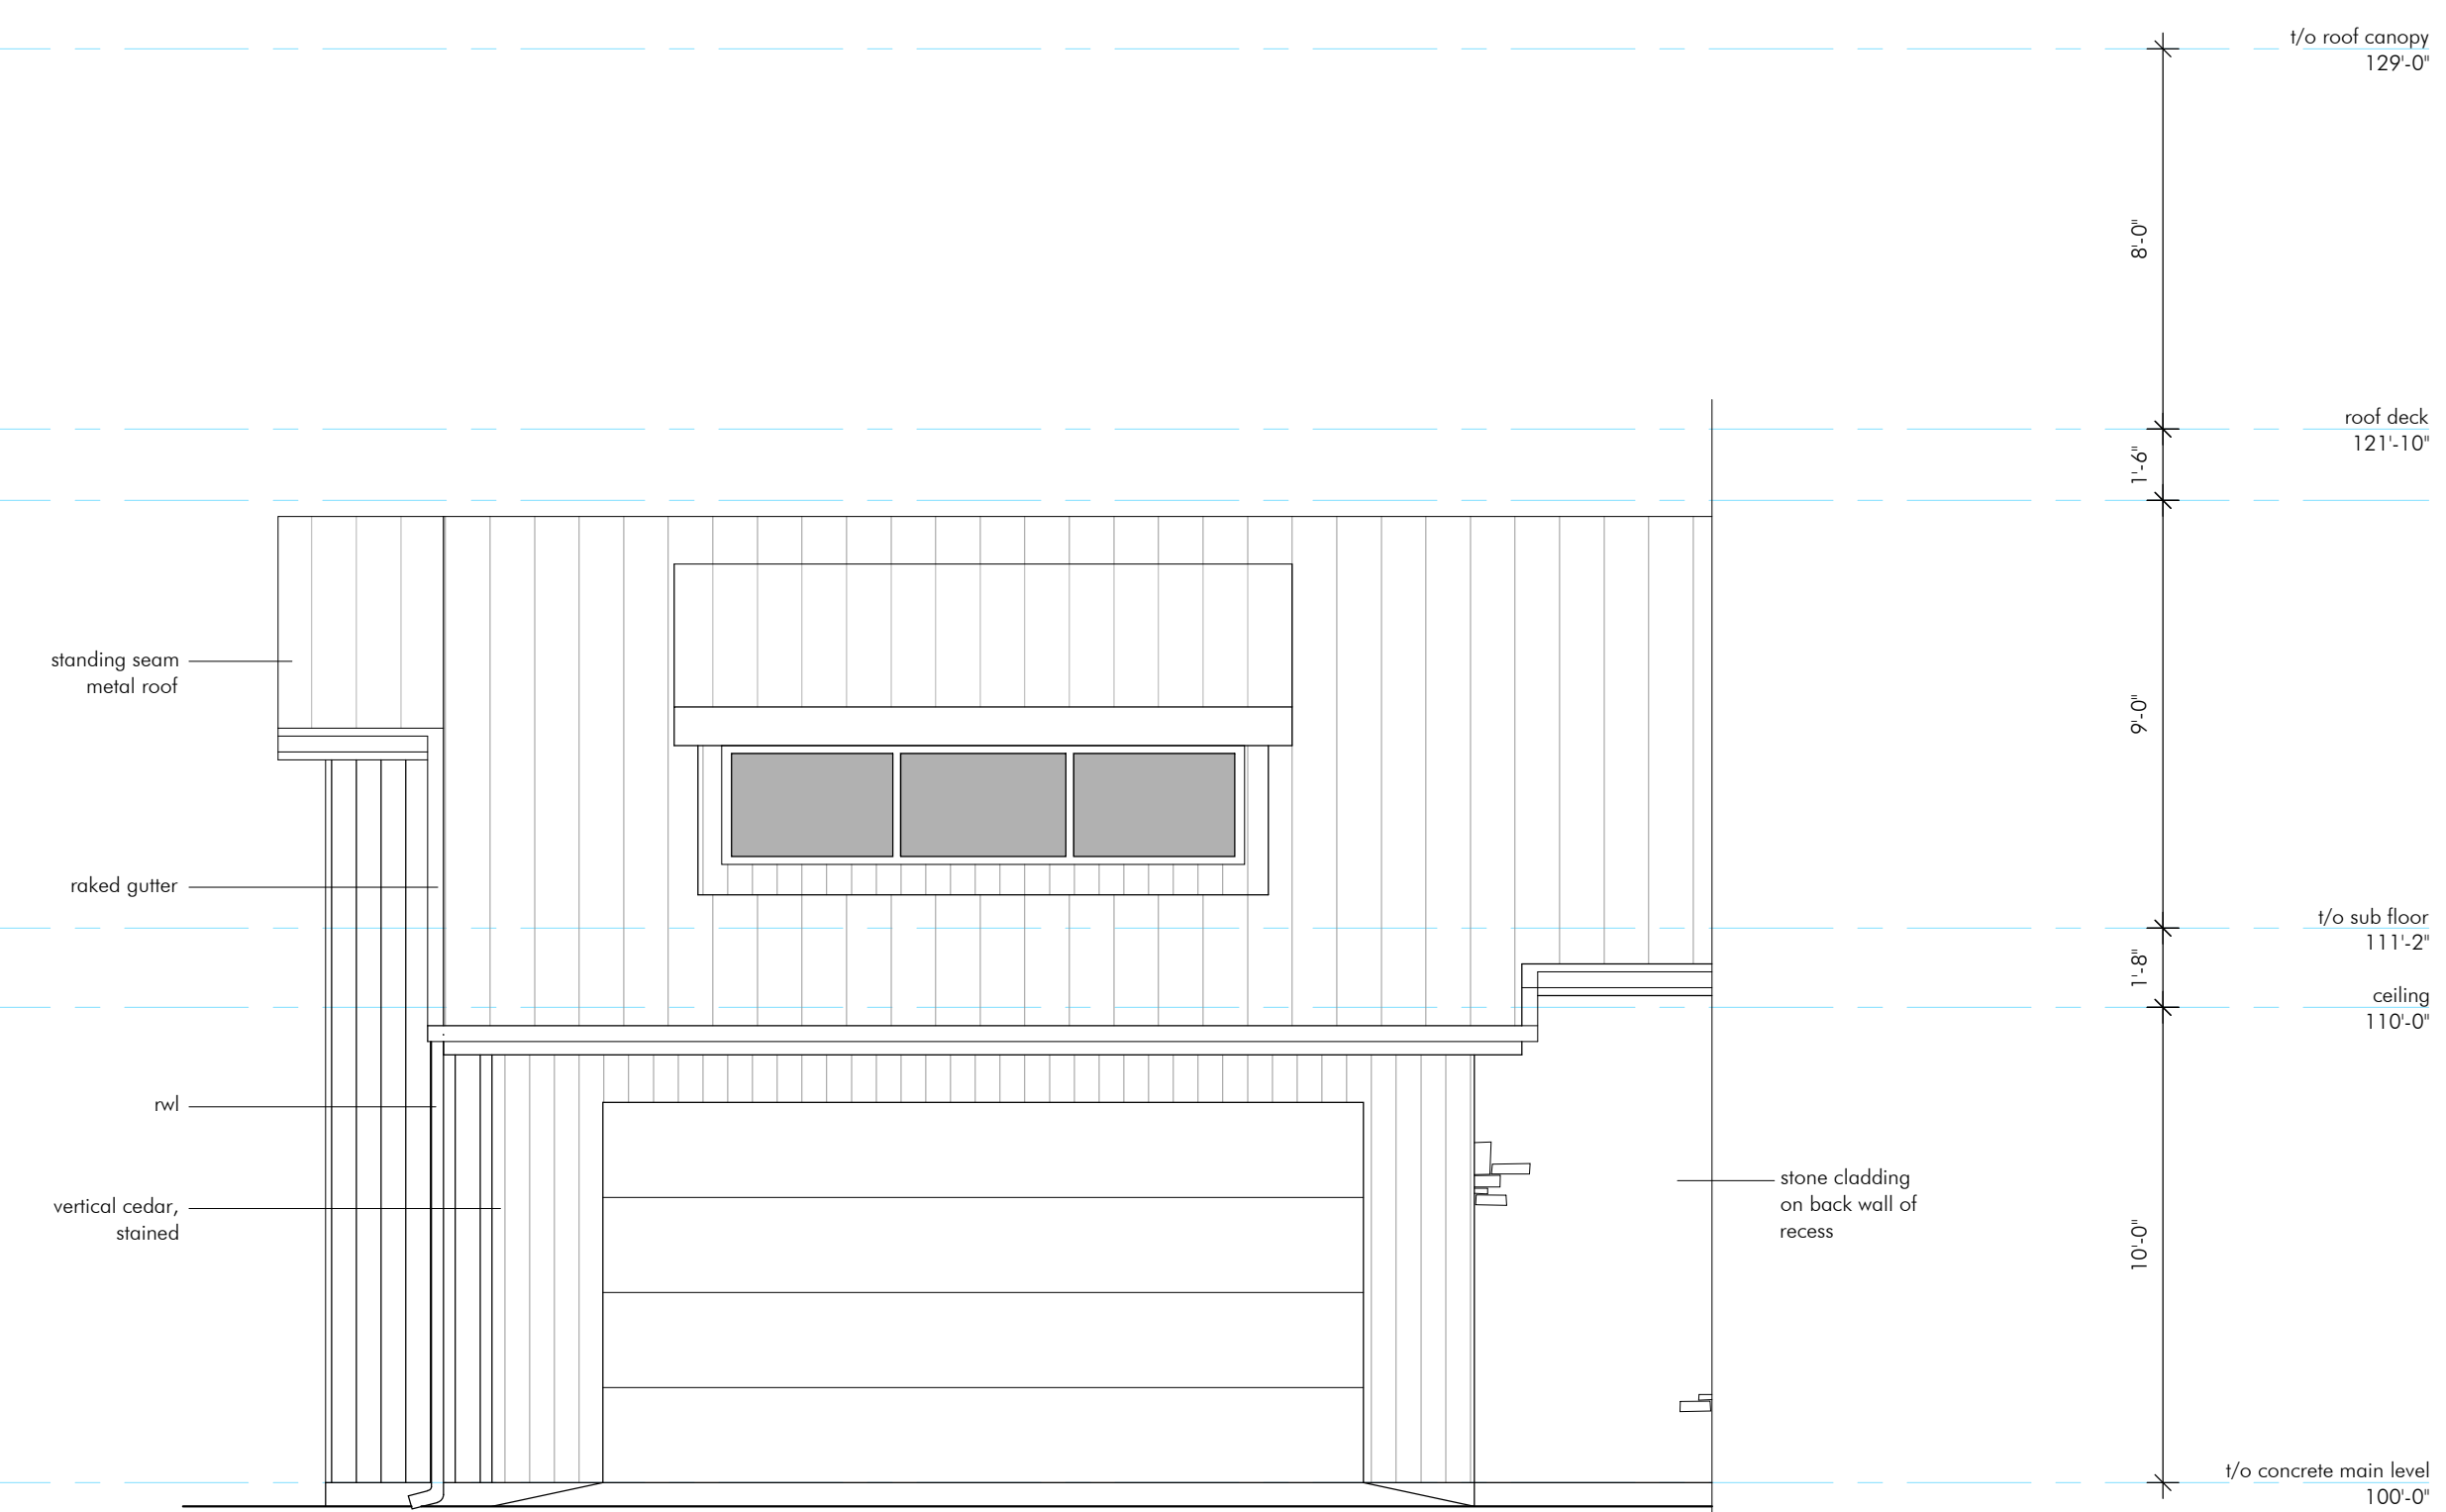 t/o roof canopy
129'-0"
8'-0"
roof deck
121'-10"
1'-6"
standing seam
metal roof
9'-0"
raked gutter
t/o sub floor
111'-2"
1'-8"
ceiling
110'-0"
rwl
vertical cedar,
stained
stone cladding
on back wall of
recess
10'-0"
t/o concrete main level
100'-0"